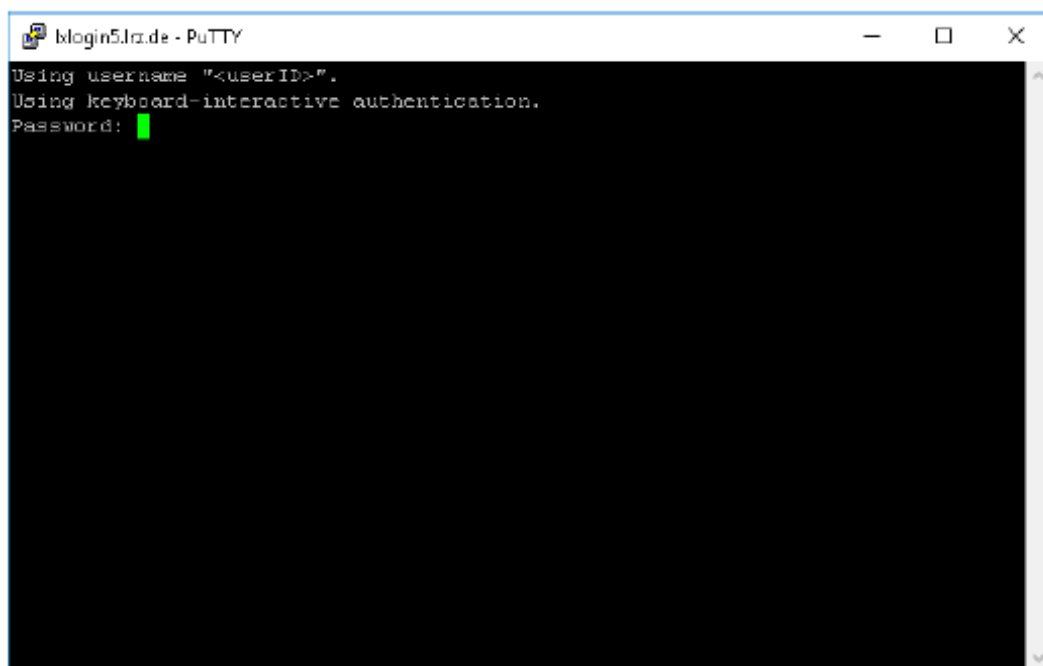 lxlogin5.lrz.de - PuTTY
Using username "<userID>".
Using keyboard-interactive authentication.
Password: